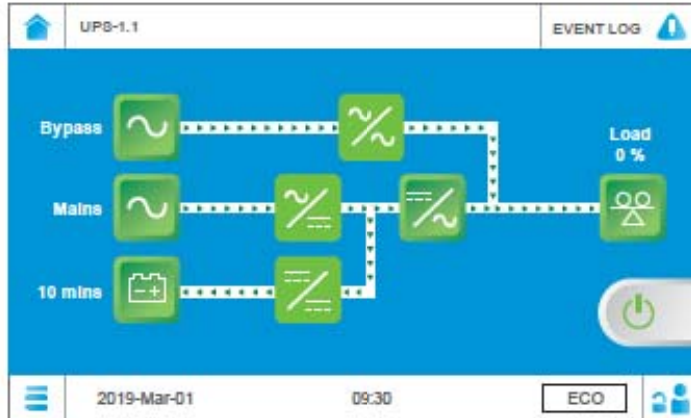 UPS-1.1
EVENT LOG
Bypass
Load
0 %
Mains
10 mins
2019-Mar-01
09:30
ECO